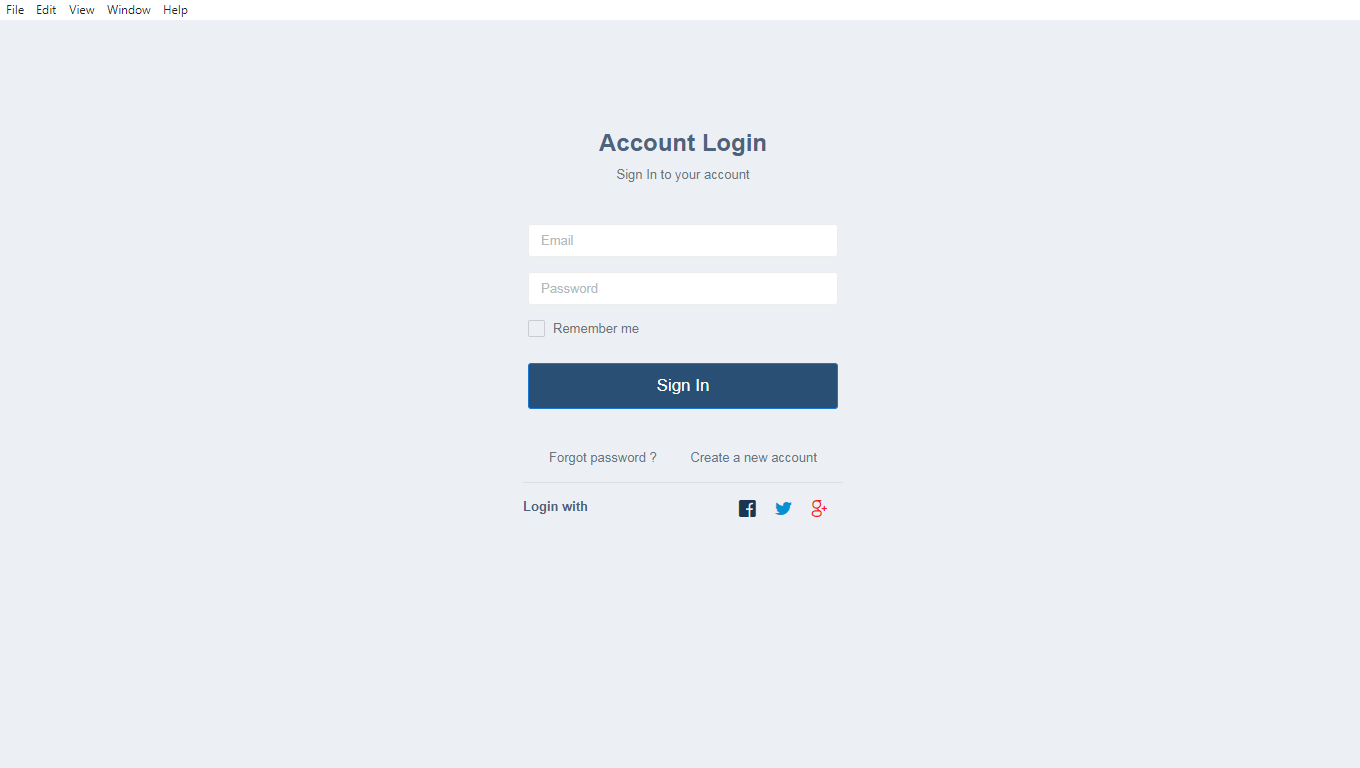 File Edit View Window Help
Account Login
Sign In to your account
Email
Password
Remember me
Sign In
Forgot password ? Create a new account
Login with